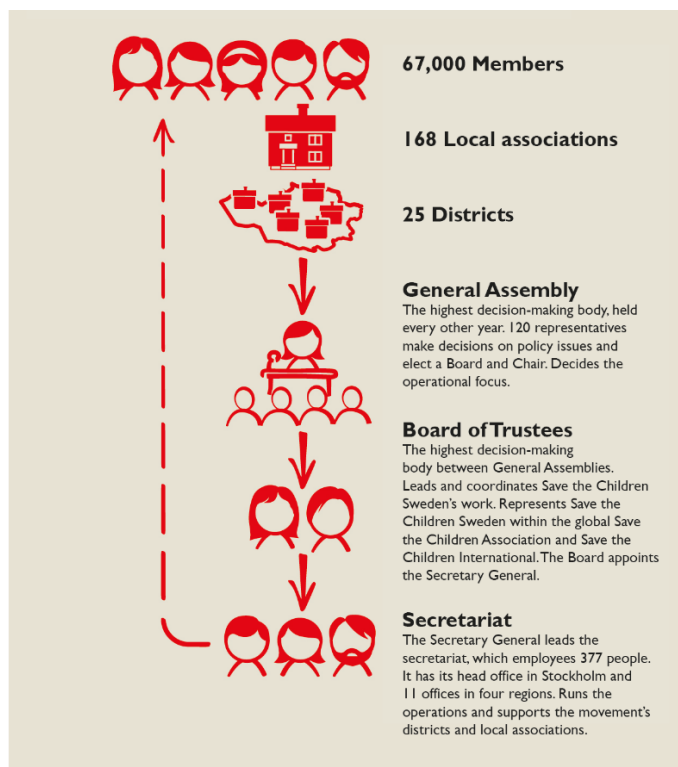 67,000 Members
168 Local associations
25 Districts
General Assembly
The highest decision-making body, held
every other year. 120 representatives
make decisions on policy issues and
elect a Board and Chair. Decides the
operational focus.
Board of Trustees
The highest decision-making
body between General Assemblies.
Leads and coordinates Save the Children
Sweden's work. Represents Save the
Children Sweden within the global Save
the Children Association and Save the
Children International. The Board appoints
the Secretary General.
Secretariat
The Secretary General leads the
secretariat, which employees 377 people.
It has its head office in Stockholm and
11 offices in four regions. Runs the
operations and supports the movement's
districts and local associations.